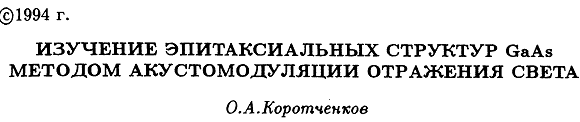 ©1994 г.
ИЗУЧЕНИЕ ЭПИТАКСИАЛЬНЫХ СТРУКТУР GaAs
МЕТОДОМ АКУСТОМОДУЛЯЦИИ ОТРАЖЕНИЯ СВЕТА
О.А.Коротченков